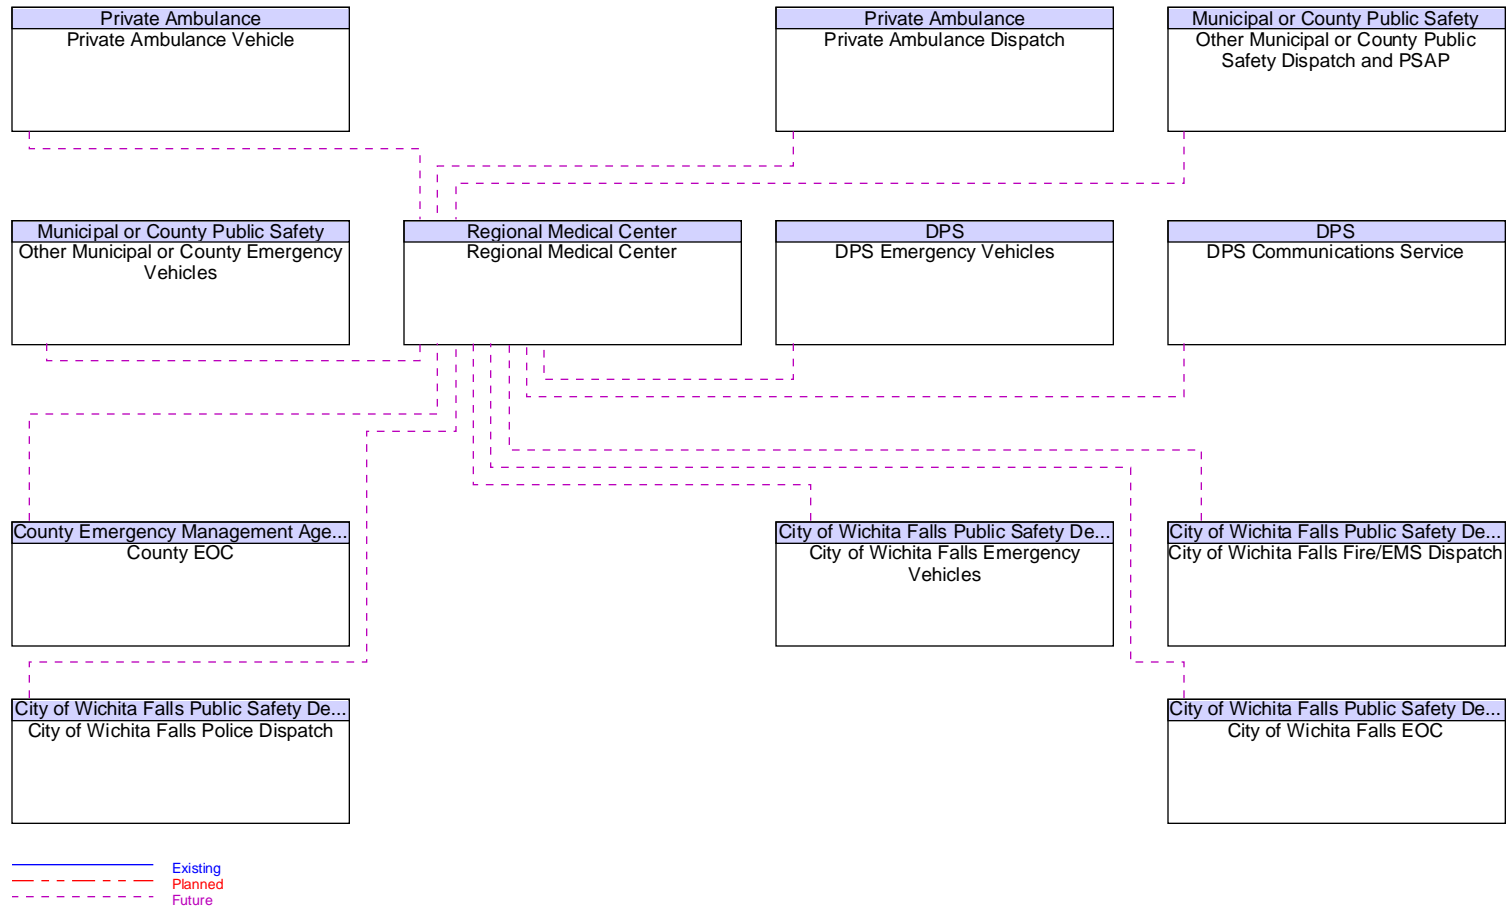 Private Ambulance
Private Ambulance Vehicle
Private Ambulance
Private Ambulance Dispatch
Municipal or County Public Safety
Other Municipal or County Public
Safety Dispatch and PSAP
Municipal or County Public Safety
Other Municipal or County Emergency
Vehicles
Regional Medical Center
Regional Medical Center
DPS
DPS Emergency Vehicles
DPS
DPS Communications Service
County Emergency Management Age...
County EOC
City of Wichita Falls Public Safety De...
City of Wichita Falls Emergency
Vehicles
City of Wichita Falls Public Safety De...
City of Wichita Falls Fire/EMS Dispatch
City of Wichita Falls Public Safety De...
City of Wichita Falls Police Dispatch
City of Wichita Falls Public Safety De...
City of Wichita Falls EOC
Existing
Planned
Future